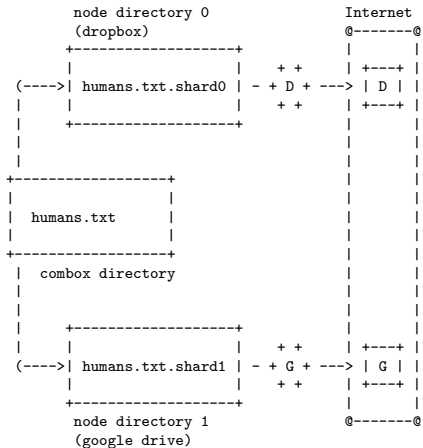 node directory 0 Internet
(dropbox)
humans.txt.shard0 D D
humans.txt
combox directory
humans.txt.shard1 G G
node directory 1
(google drive)